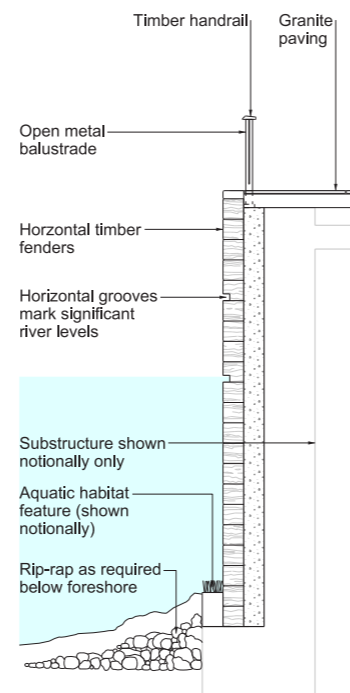 Timber handrail
Granite
paving
Open metal
balustrade
Horzontal timber
fenders
Horizontal grooves
mark significant
river levels
Substructure shown
notionally only
Aquatic habitat
feature (shown
notionally)
Rip-rap as required
below foreshore